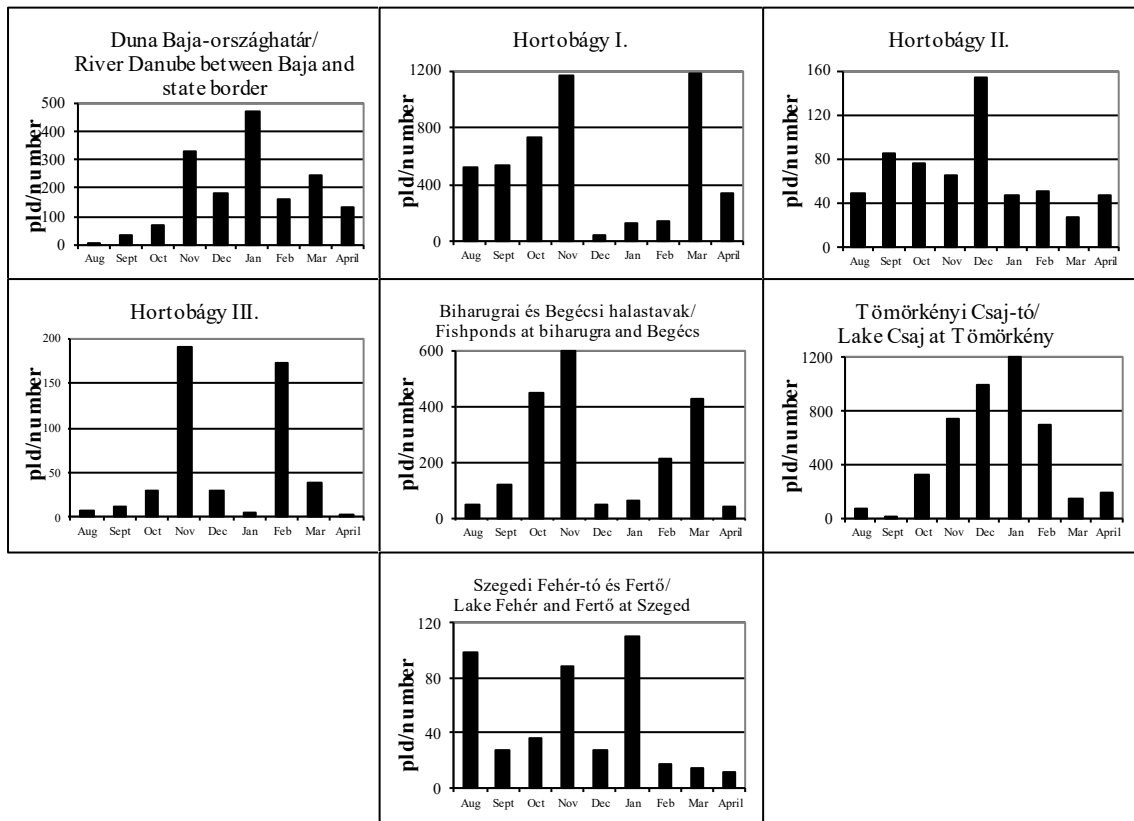 Duna Baja-országhatár/
River Danube between Baja and
state border
pld/number
500
400
300
200
100
0
Aug Sept Oct Nov Dec Jan Feb Mar April
Hortobágy I.
pld/number
1200
800
400
0
Aug Sept Oct Nov Dec Jan Feb Mar April
Hortobágy II.
pld/number
160
120
80
40
0
Aug Sept Oct Nov Dec Jan Feb Mar April
Hortobágy III.
pld/number
200
150
100
50
0
Aug Sept Oct Nov Dec Jan Feb Mar April
Biharugrai és Begécsi halastavak/
Fishponds at biharugra and Begécs
pld/number
600
400
200
0
Aug Sept Oct Nov Dec Jan Feb Mar April
Tömörkényi Csaj-tó/
Lake Csaj at Tömörkény
pld/number
1200
800
400
0
Aug Sept Oct Nov Dec Jan Feb Mar April
Szegedi Fehér-tó és Fertő/
Lake Fehér and Fertő at Szeged
pld/number
120
80
40
0
Aug Sept Oct Nov Dec Jan Feb Mar April